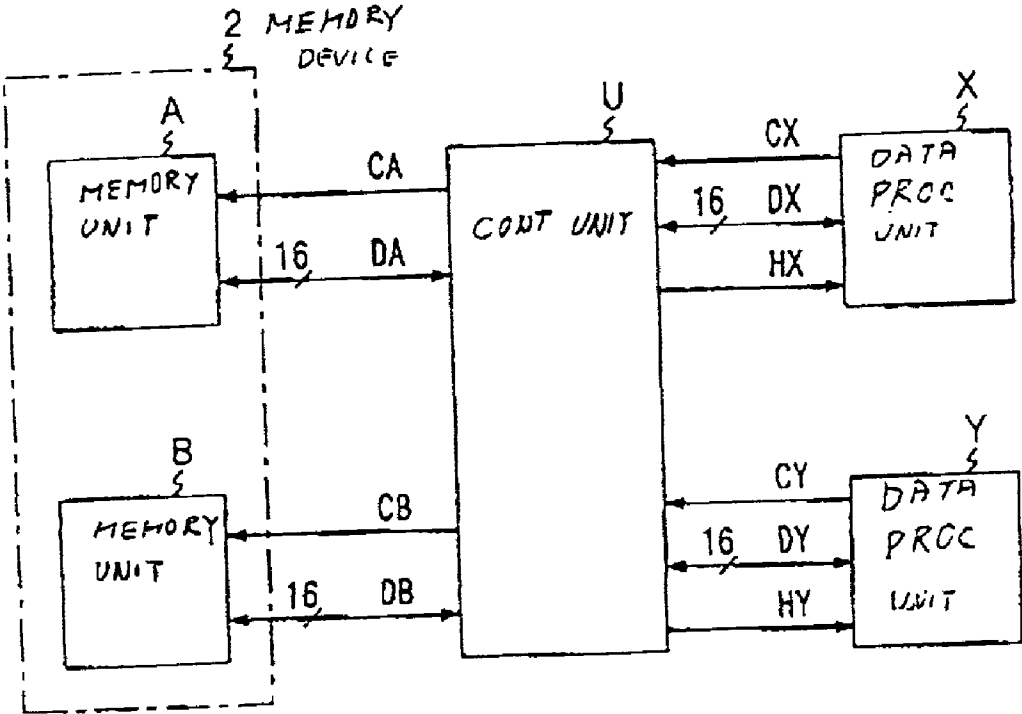 2 MEMORY
DEVICE
A
MEMORY
UNIT
CA
16 DA
B
MEMORY
UNIT
CB
16 DB
U
CONT UNIT
X
DATA
PROC
UNIT
CX
16 DX
HX
Y
DATA
PROC
UNIT
CY
16 DY
HY